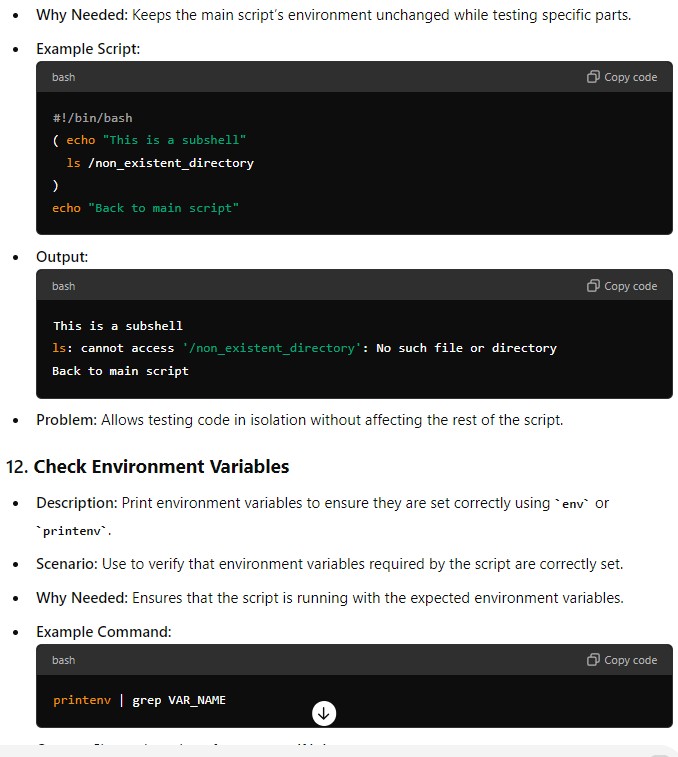 Why Needed: Keeps the main script's environment unchanged while testing specific parts.
Example Script:
bash
Copy code
#!/bin/bash
( echo "This is a subshell"
  ls /non_existent_directory
)
echo "Back to main script"
Output:
bash
Copy code
This is a subshell
ls: cannot access '/non_existent_directory': No such file or directory
Back to main script
Problem: Allows testing code in isolation without affecting the rest of the script.
12. Check Environment Variables
Description: Print environment variables to ensure they are set correctly using `env` or
`printenv`.
Scenario: Use to verify that environment variables required by the script are correctly set.
Why Needed: Ensures that the script is running with the expected environment variables.
Example Command:
bash
Copy code
printenv | grep VAR_NAME